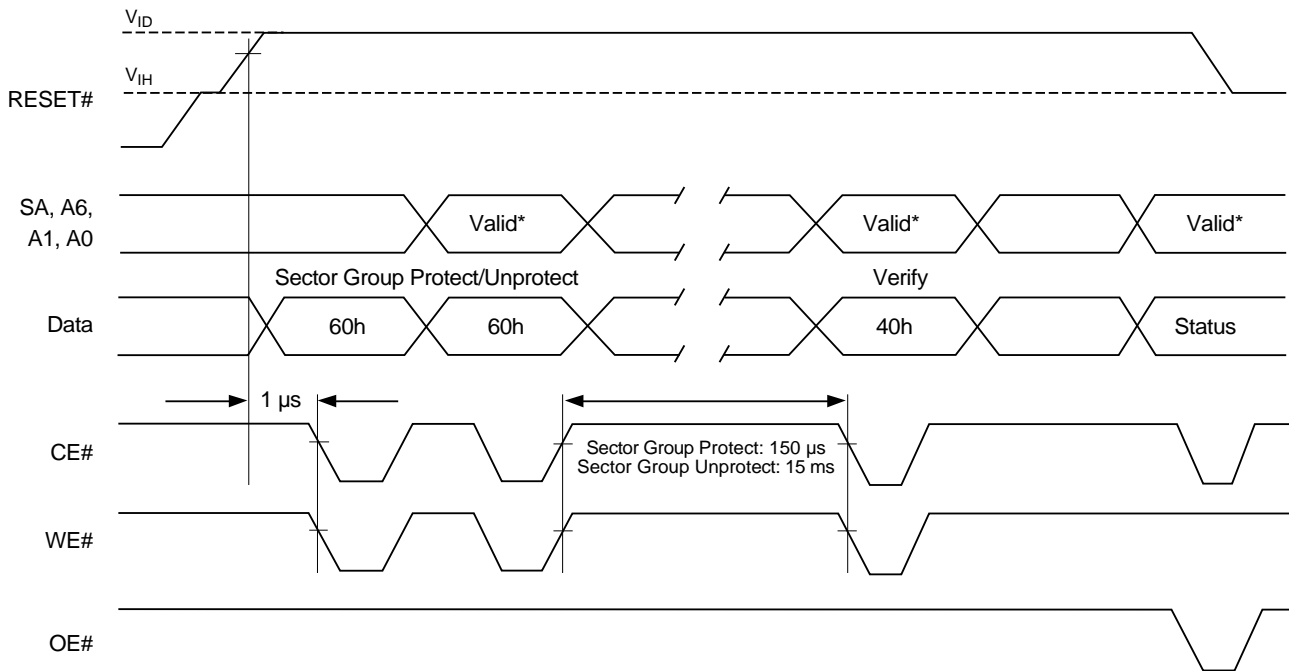 VID
VIH
RESET#
SA, A6,
A1, A0
Valid*
Valid*
Valid*
Sector Group Protect/Unprotect
Verify
Data
60h
60h
40h
Status
1 µs
CE#
Sector Group Protect: 150 µs
Sector Group Unprotect: 15 ms
WE#
OE#